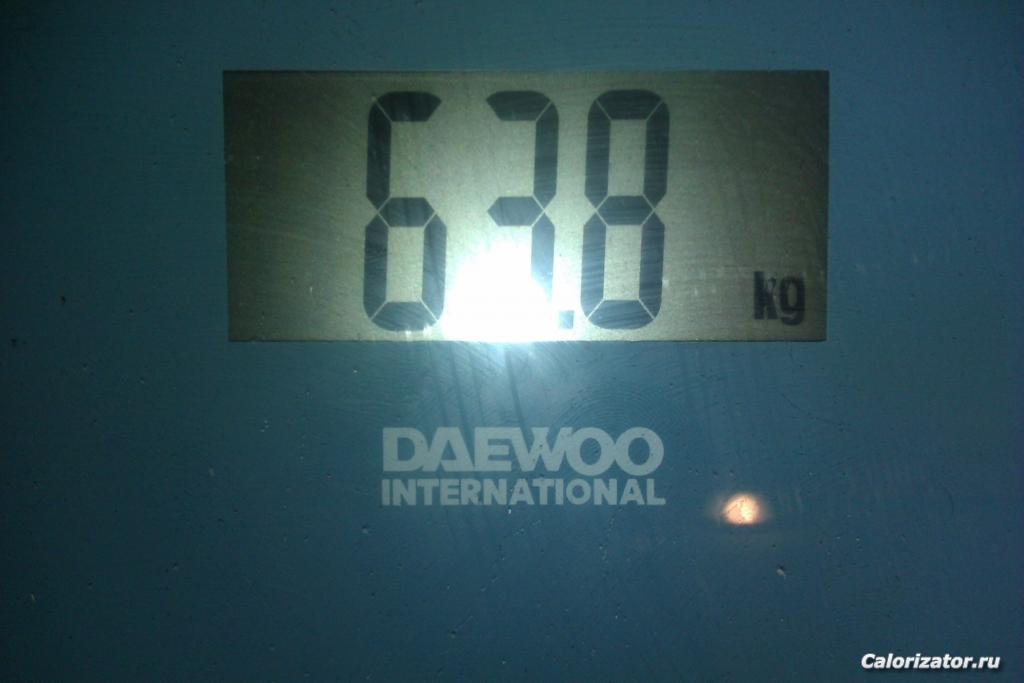 63.8 kg
DAEWOO
INTERNATIONAL
Calorizator.ru